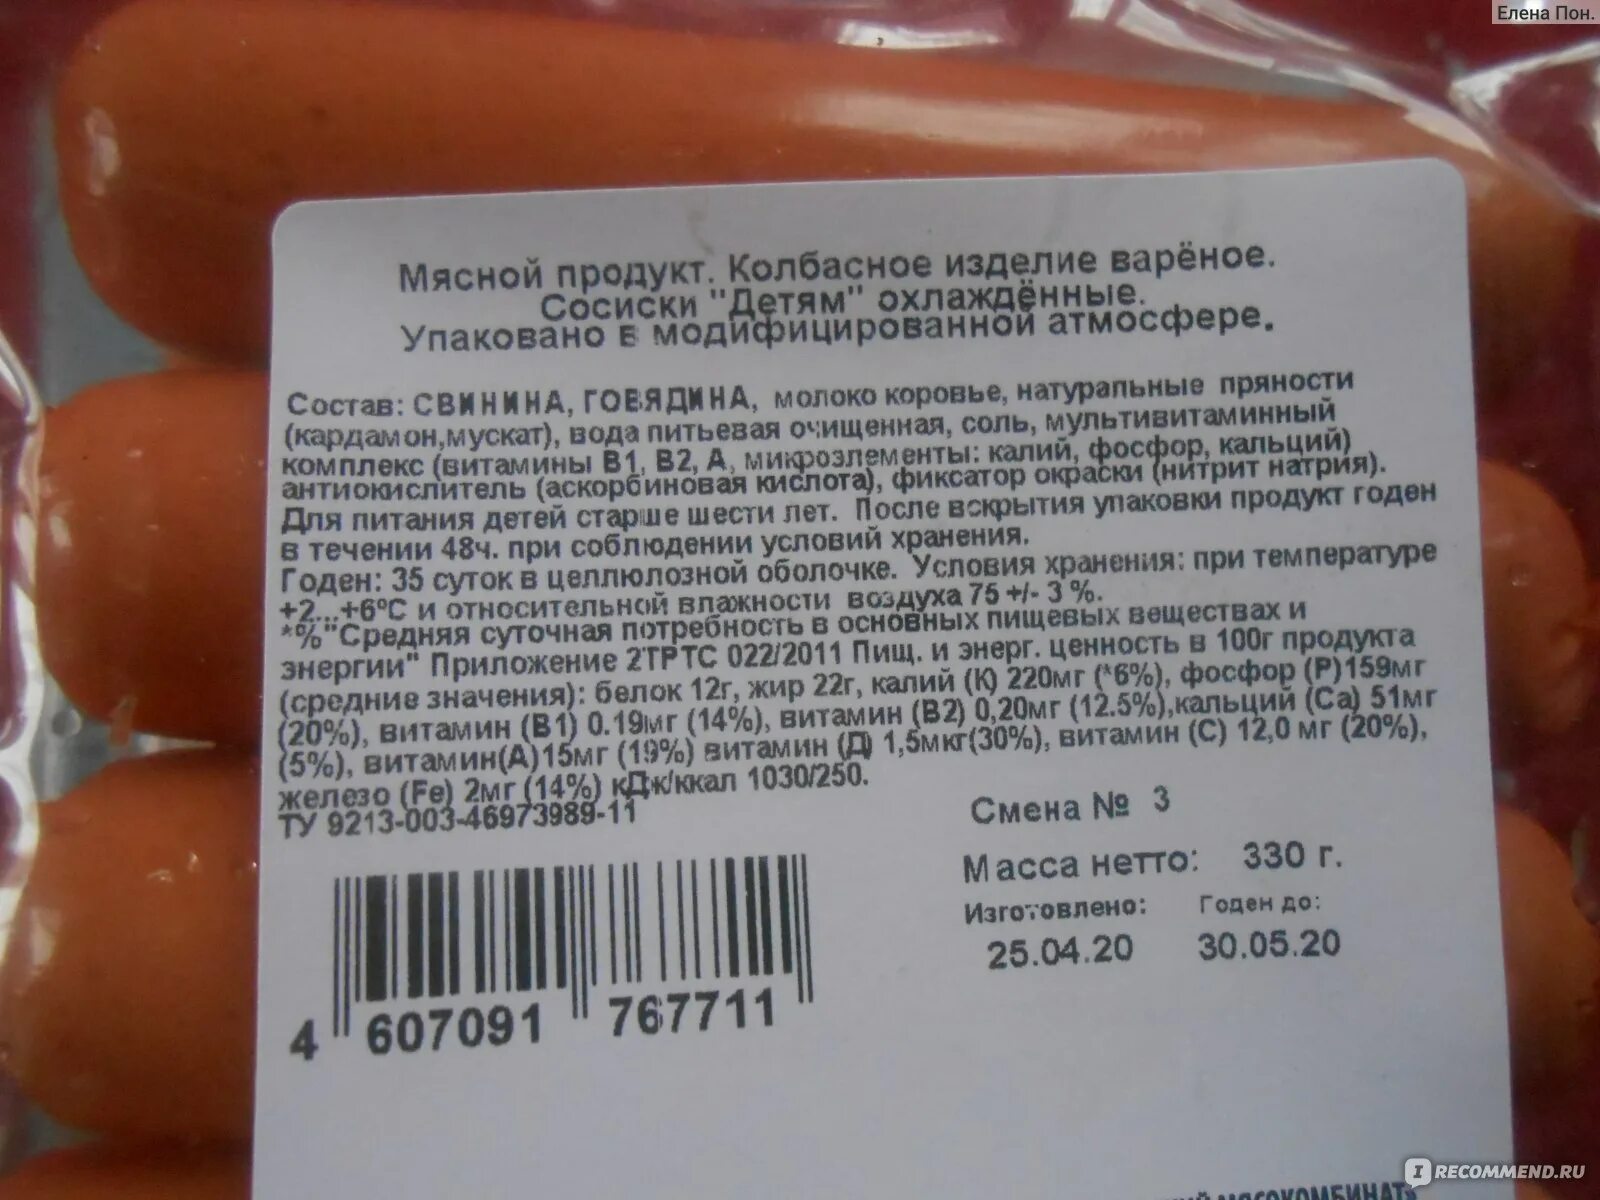 Елена Пон.
Мясной продукт. Колбасное изделие варёное.
Сосиски "Детям" охлаждённые.
Упаковано в модифицированной атмосфере.
Состав: СВИНИНА, ГОВЯДИНА, молоко коровье, натуральные пряности
(кардамон,мускат), вода питьевая очищенная, соль, мультивитаминный
комплекс (витамины В1, В2, А, микроэлементы: калий, фосфор, кальций)
антиокислитель (аскорбиновая кислота), фиксатор окраски (нитрит натрия).
Для питания детей старше шести лет. После вскрытия упаковки продукт годен
в течении 48ч. при соблюдении условий хранения.
Годен: 35 суток в целлюлозной оболочке. Условия хранения: при температуре
+2...+6°С и относительной влажности воздуха 75 +/- 3 %.
*%"Средняя суточная потребность в основных пищевых веществах и
энергии" Приложение 2ТРТС 022/2011 Пищ. и энерг. ценность в 100г продукта
(средние значения): белок 12г, жир 22г, калий (К) 220мг (*6%), фосфор (Р)159мг
(20%), витамин (В1) 0.19мг (14%), витамин (В2) 0,20мг (12.5%),кальций (Са) 51мг
(5%), витамин(А)15мг (19%) витамин (Д) 1,5мкг(30%), витамин (С) 12,0 мг (20%),
железо (Fe) 2мг (14%) кДж/ккал 1030/250.
ТУ 9213-003-46973989-11
Смена № 3
Масса нетто: 330 г.
Изготовлено: Годен до:
25.04.20 30.05.20
4 607091 767711
МЯСОКОМБИНАТ
IRECOMMEND.RU